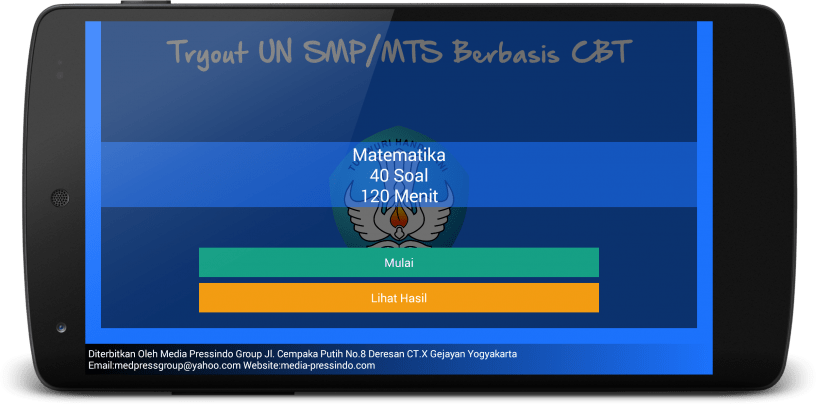 Tryout UN SMP/MTS Berbasis CBT
Matematika
40 Soal
120 Menit
Mulai
Lihat Hasil
Diterbitkan Oleh Media Pressindo Group Jl. Cempaka Putih No.8 Deresan CT.X Gejayan Yogyakarta
Email:medpressgroup@yahoo.com Website:media-pressindo.com